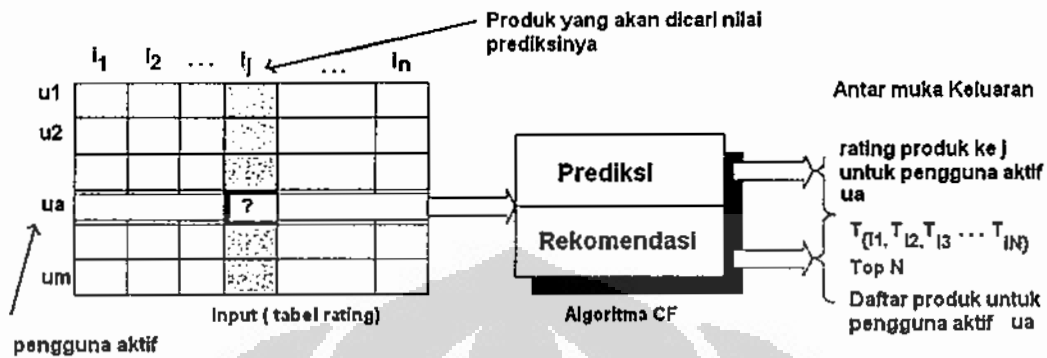 Produk yang akan dicari nilai
prediksinya
i1 i2 ... ij ... in
u1
u2
ua ?
um
Input ( tabel rating)
pengguna aktif
Prediksi
Rekomendasi
Algoritma CF
Antar muka Keluaran
rating produk ke j
untuk pengguna aktif
ua
T(i1, Ti2, Ti3 ... TiN)
Top N
Daftar produk untuk
pengguna aktif ua